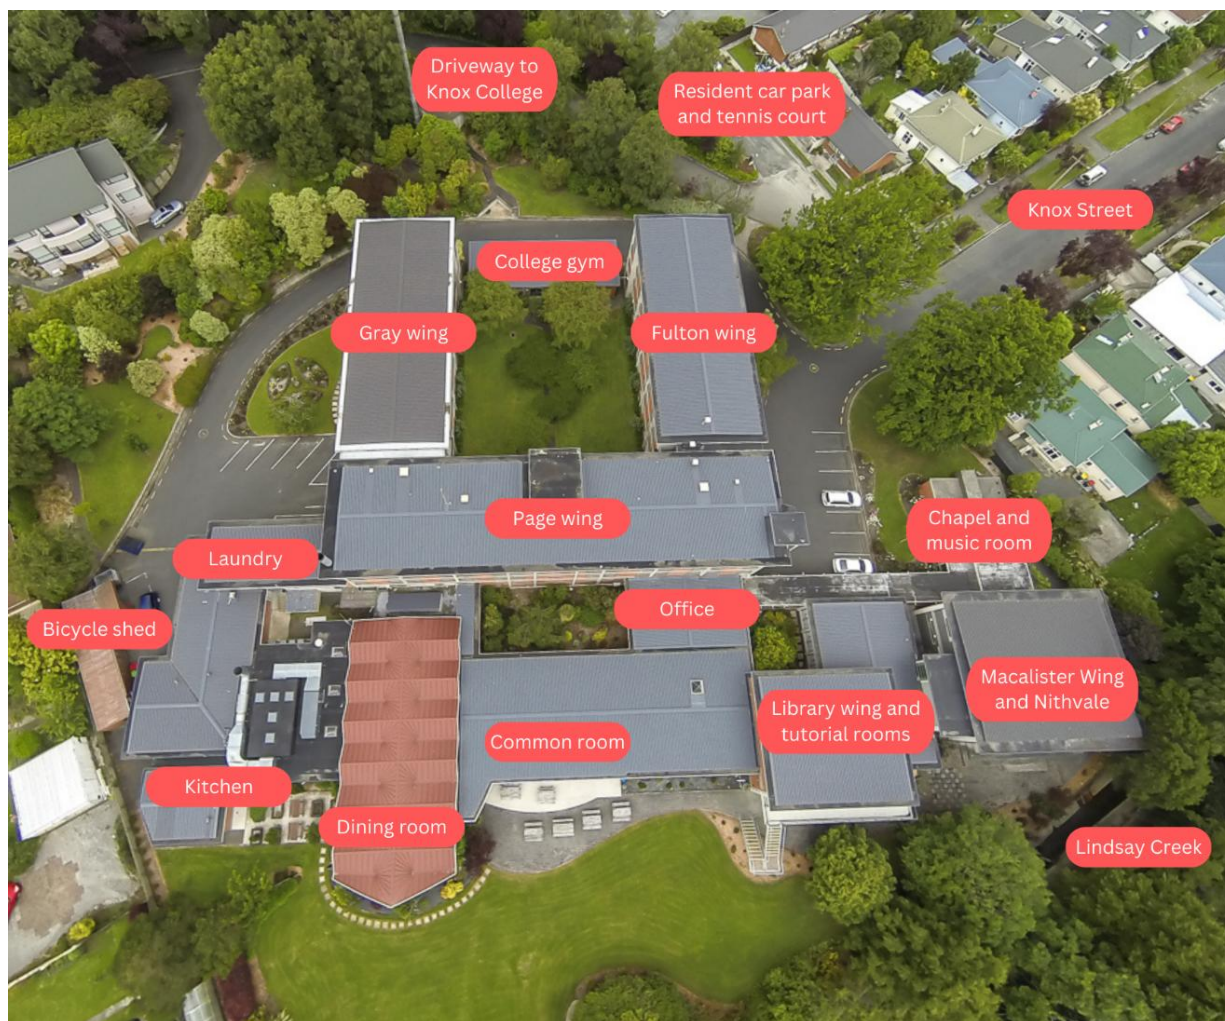 Driveway to
Knox College
Resident car park
and tennis court
Knox Street
College gym
Gray wing
Fulton wing
Page wing
Chapel and
music room
Laundry
Office
Bicycle shed
Macalister Wing
and Nithvale
Library wing and
tutorial rooms
Common room
Kitchen
Dining room
Lindsay Creek